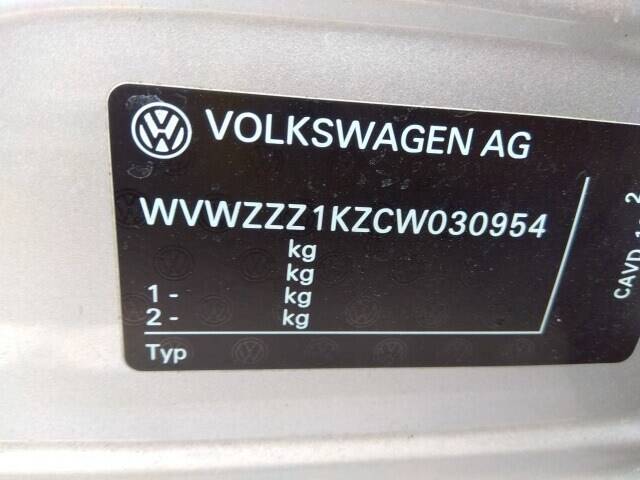 VOLKSWAGEN AG
WVWZZZ1KZCW030954
kg
kg
1 - kg
2 - kg
Typ
CAVD